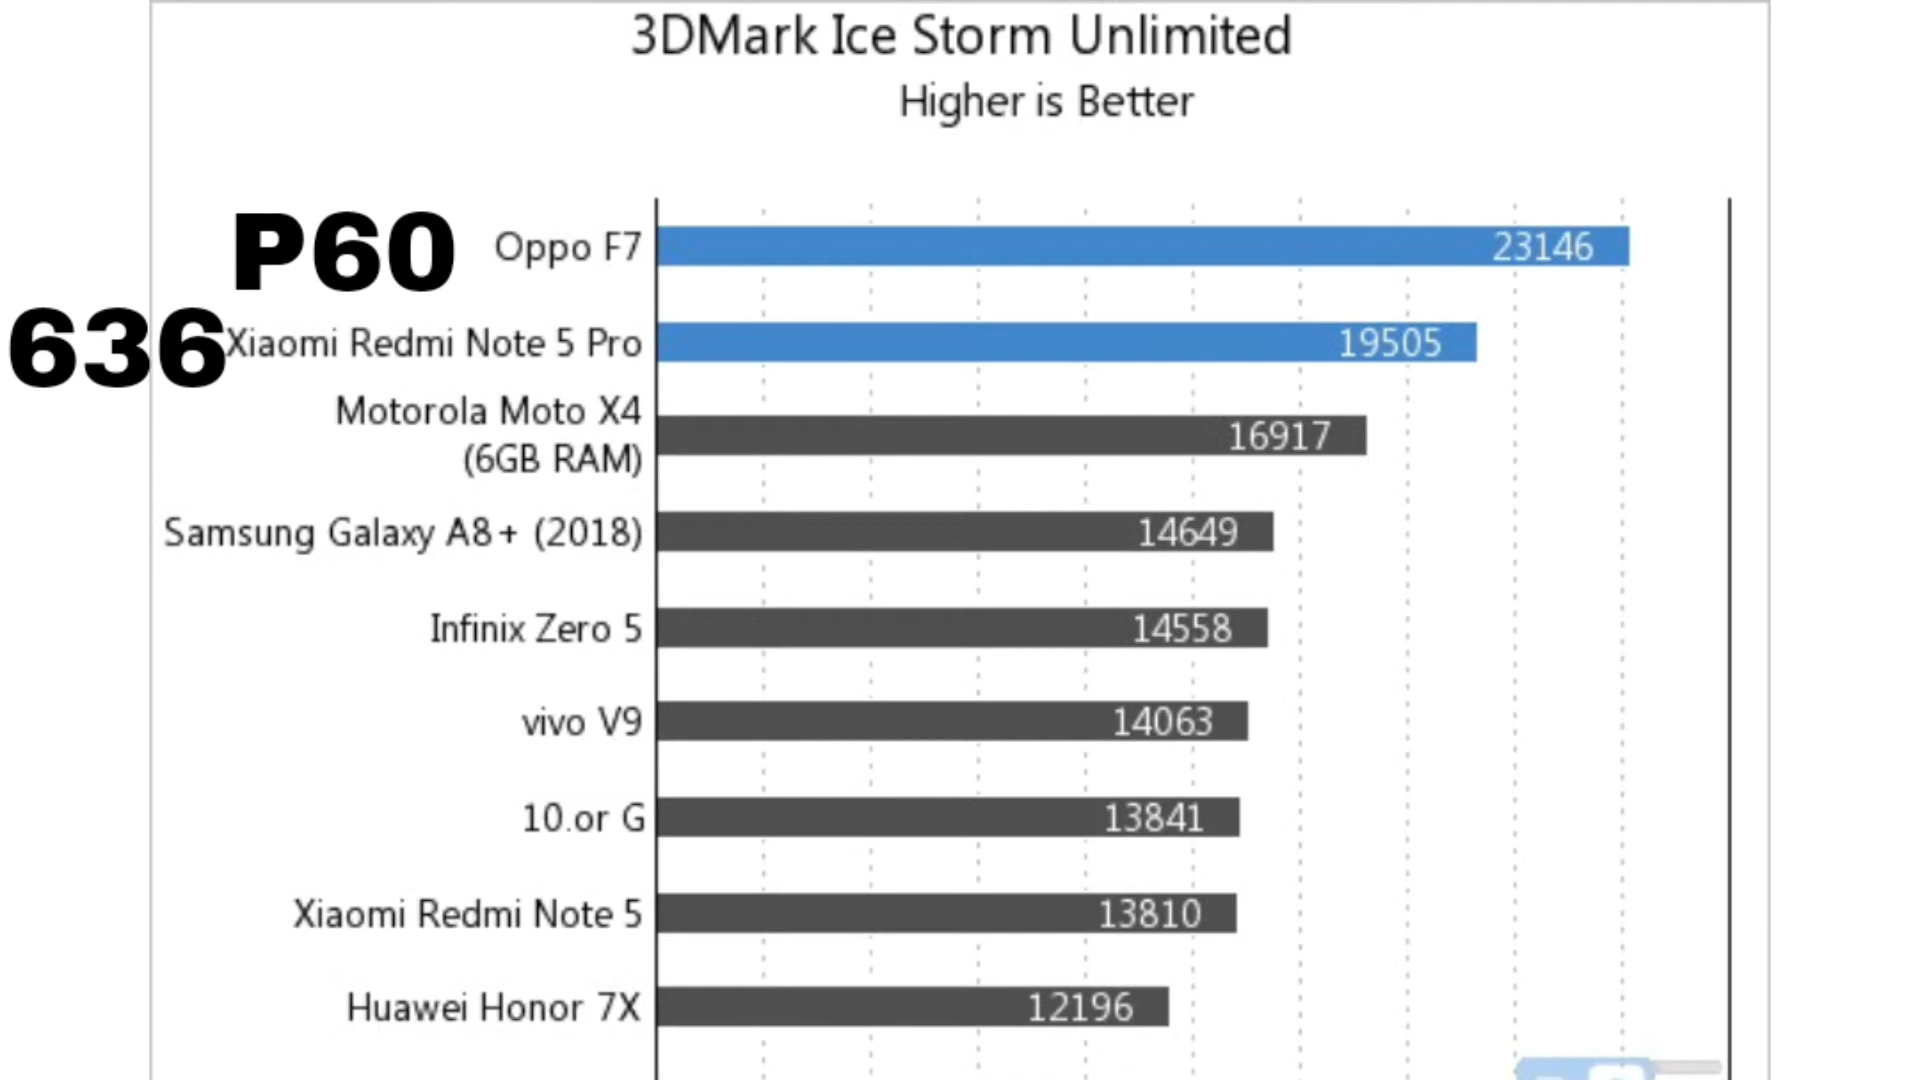 3DMark Ice Storm Unlimited
Higher is Better
P60 Oppo F7 23146
636 Xiaomi Redmi Note 5 Pro 19505
Motorola Moto X4
(6GB RAM) 16917
Samsung Galaxy A8+ (2018) 14649
Infinix Zero 5 14558
vivo V9 14063
10.or G 13841
Xiaomi Redmi Note 5 13810
Huawei Honor 7X 12196